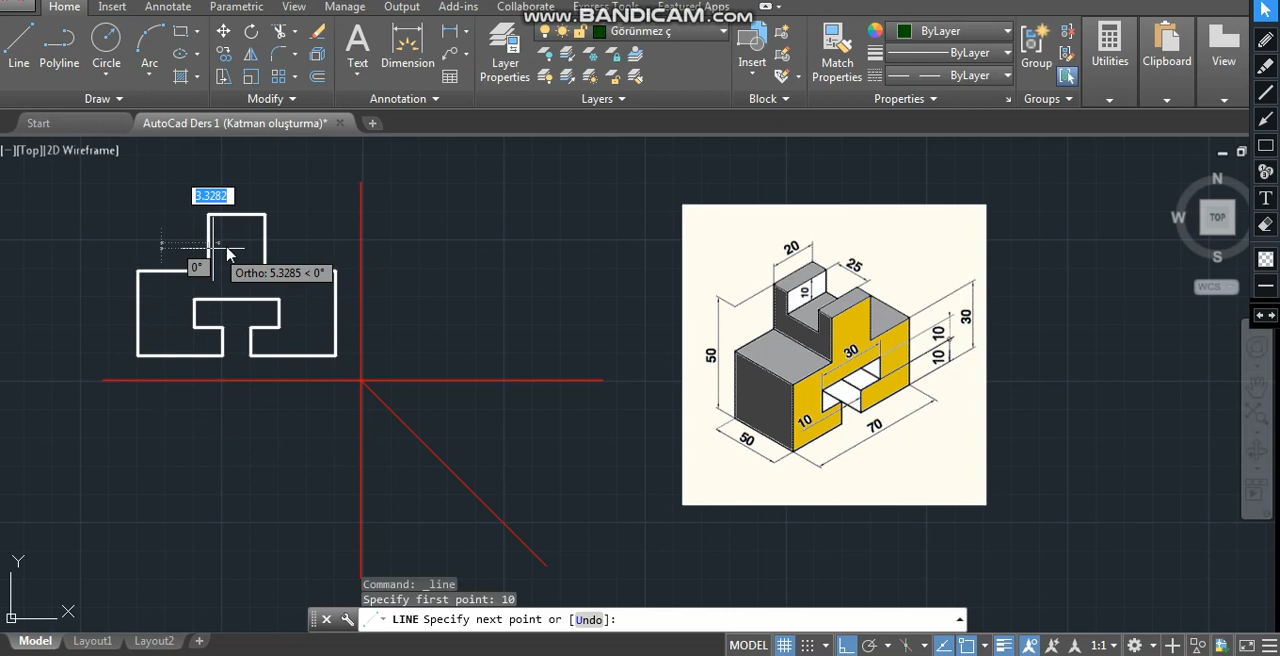 Home Insert Annotate Parametric View Manage Output Add-ins Collaborate Express Tools
www.BANDICAM.com
Line Polyline Circle Arc
Text Dimension
Layer Properties
Görünmez ç
Insert
Match Properties
ByLayer
ByLayer
ByLayer
Group
Utilities
Clipboard
View
Draw Modify Annotation Layers Block Properties Groups
Start
AutoCad Ders 1 (Katman oluşturma)*
[−][Top][2D Wireframe]
N
W TOP
S
WCS
3.3282
0°
Ortho: 5.3285 < 0°
20
25
10
50
30
30
10
10
10
50
70
Y
X
Command: _line
Specify first point: 10
LINE Specify next point or [Undo]:
Model Layout1 Layout2
MODEL
1:1
T